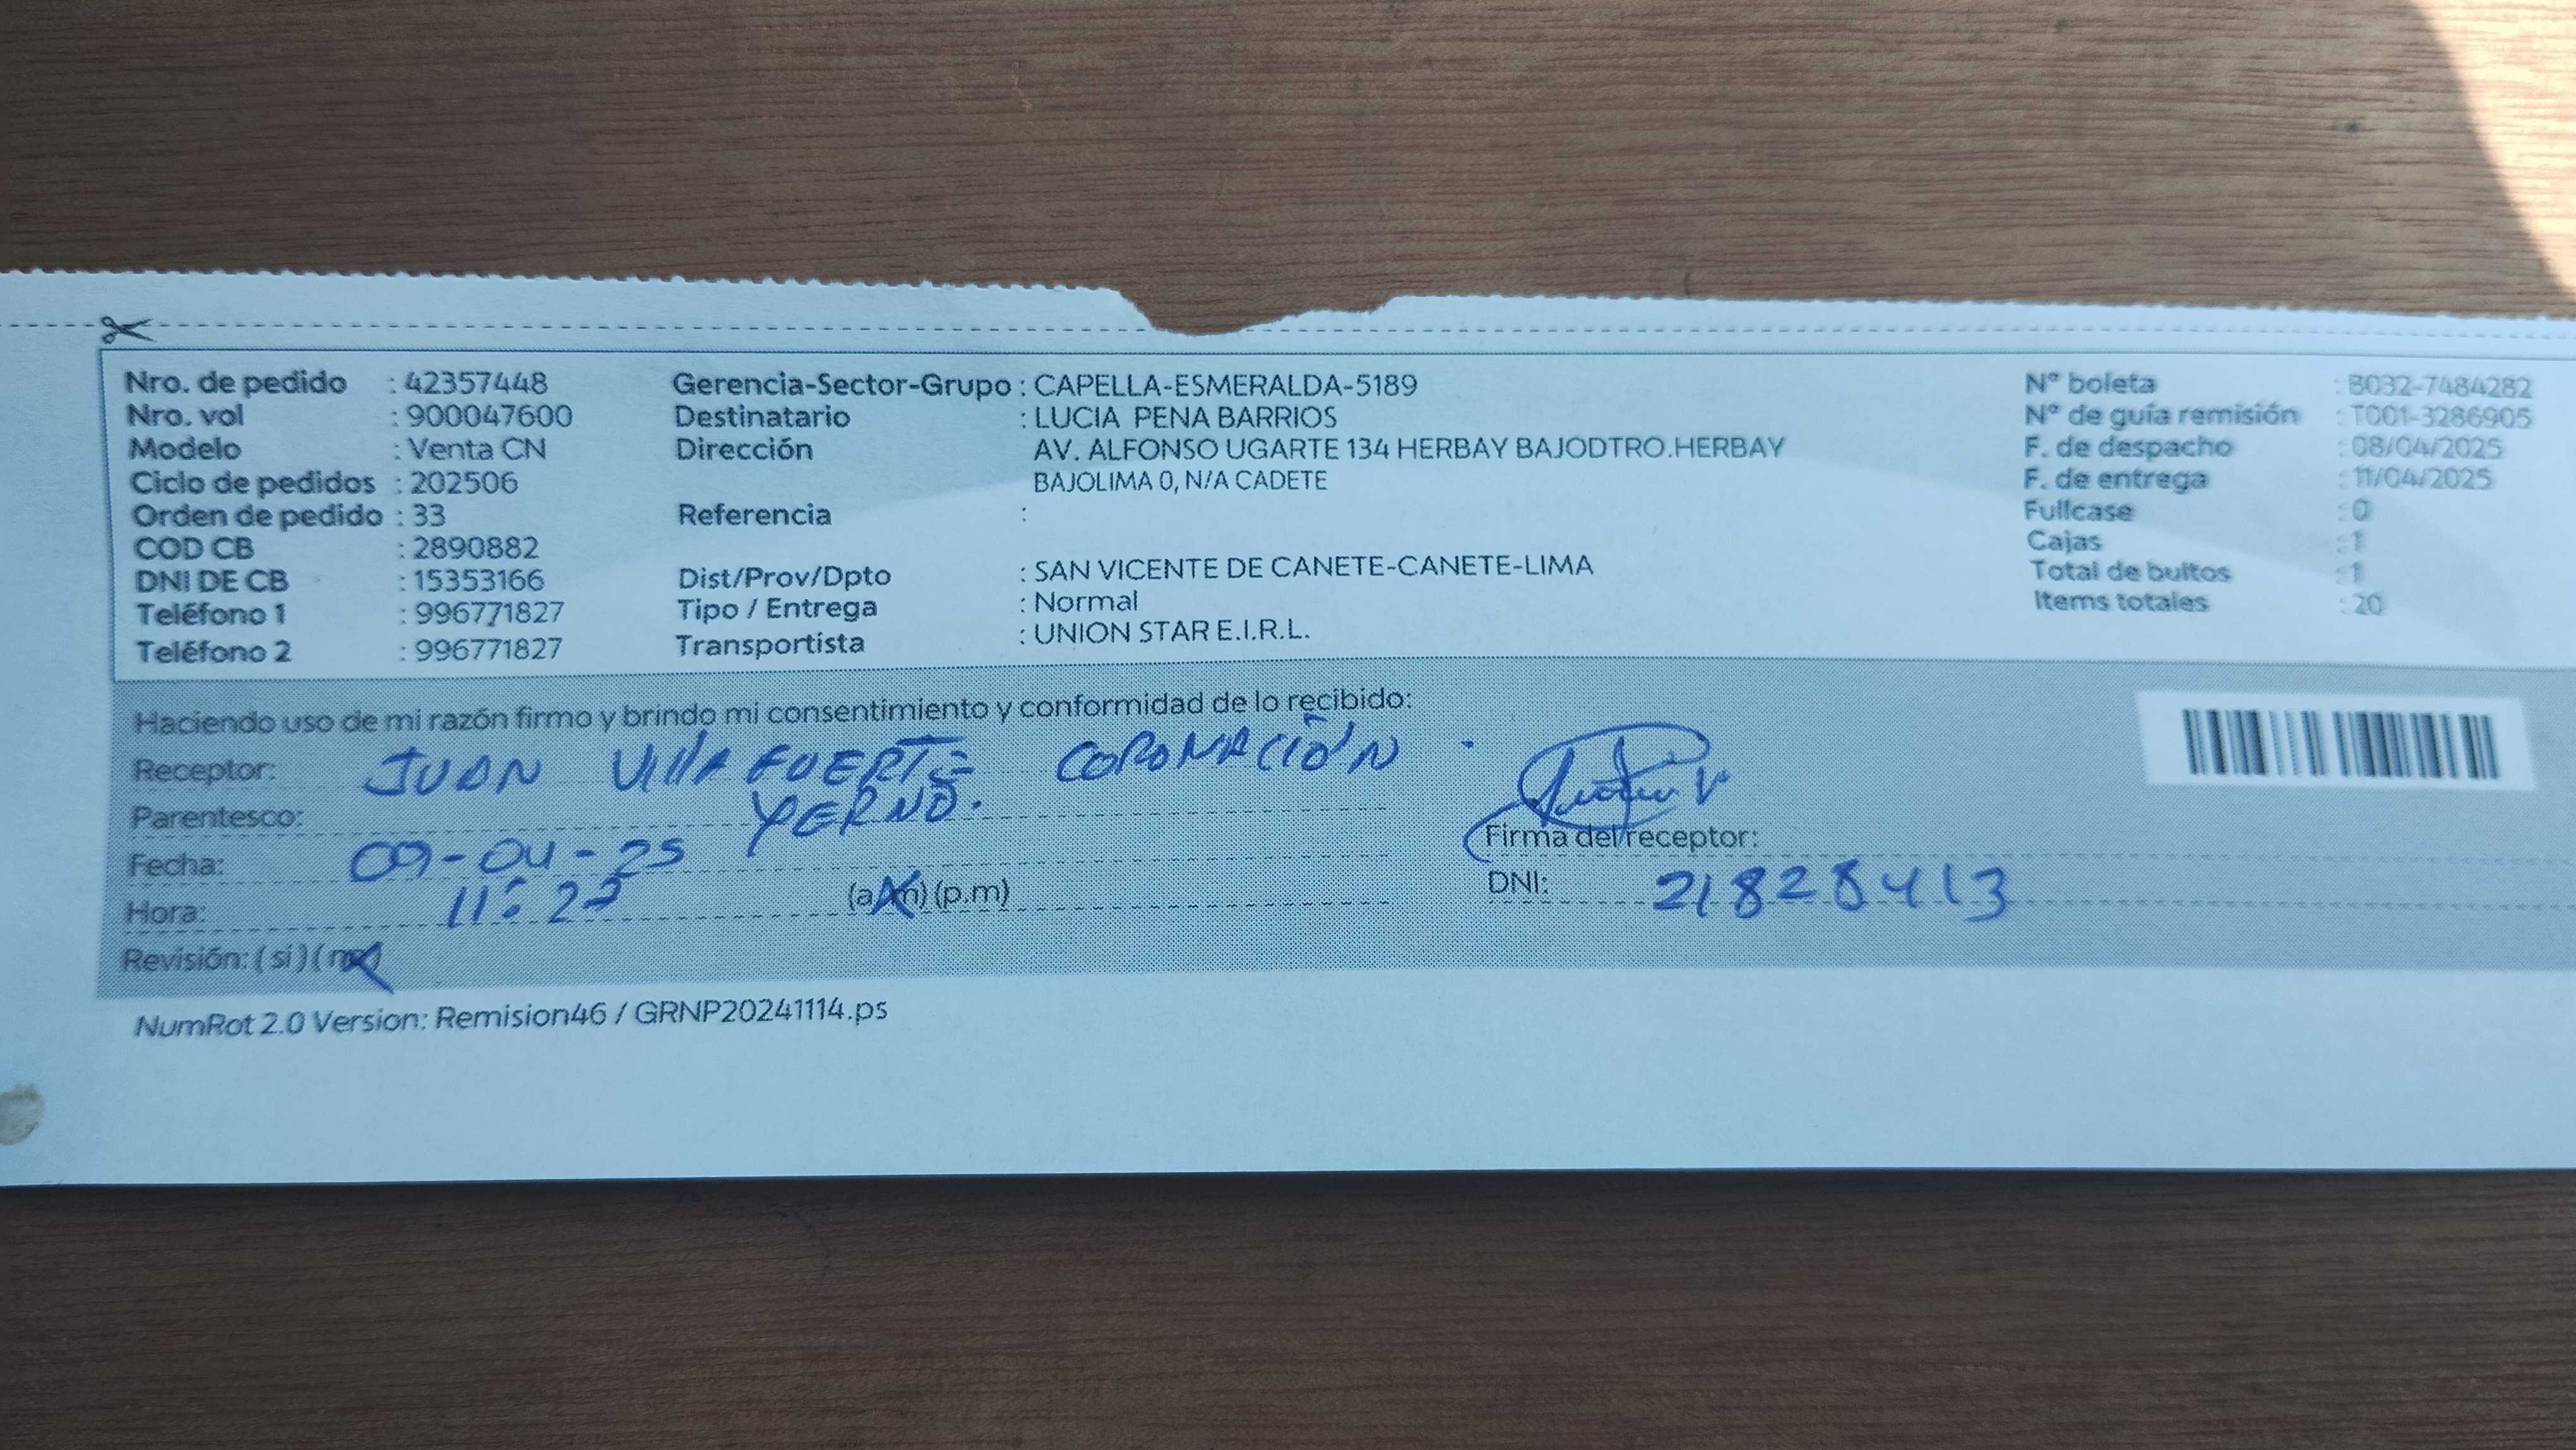 Nro. de pedido : 42357448 Gerencia-Sector-Grupo : CAPELLA-ESMERALDA-5189 N° boleta : B032-7484282
Nro. vol : 900047600 Destinatario : LUCIA PENA BARRIOS N° de guía remisión : T001-3286905
Modelo : Venta CN Dirección AV. ALFONSO UGARTE 134 HERBAY BAJODTRO.HERBAY F. de despacho : 08/04/2025
Ciclo de pedidos : 202506 BAJOLIMA 0, N/A CADETE F. de entrega : 11/04/2025
Orden de pedido : 33 Referencia : Fullcase : 0
COD CB : 2890882 Cajas : 1
DNI DE CB : 15353166 Dist/Prov/Dpto : SAN VICENTE DE CANETE-CANETE-LIMA Total de bultos : 1
Teléfono 1 : 996771827 Tipo / Entrega : Normal Items totales : 20
Teléfono 2 : 996771827 Transportista : UNION STAR E.I.R.L.
Haciendo uso de mi razón firmo y brindo mi consentimiento y conformidad de lo recibido:
Receptor: JUAN VILLAFUERTE CORONACIÓN
Parentesco: YERNO.
Firma del receptor:
Fecha: 09-04-25
DNI: 21828413
Hora: 11:27 (a.m) (p.m)
Revisión: (si) (no)
NumRot 2.0 Version: Remision46 / GRNP20241114.ps